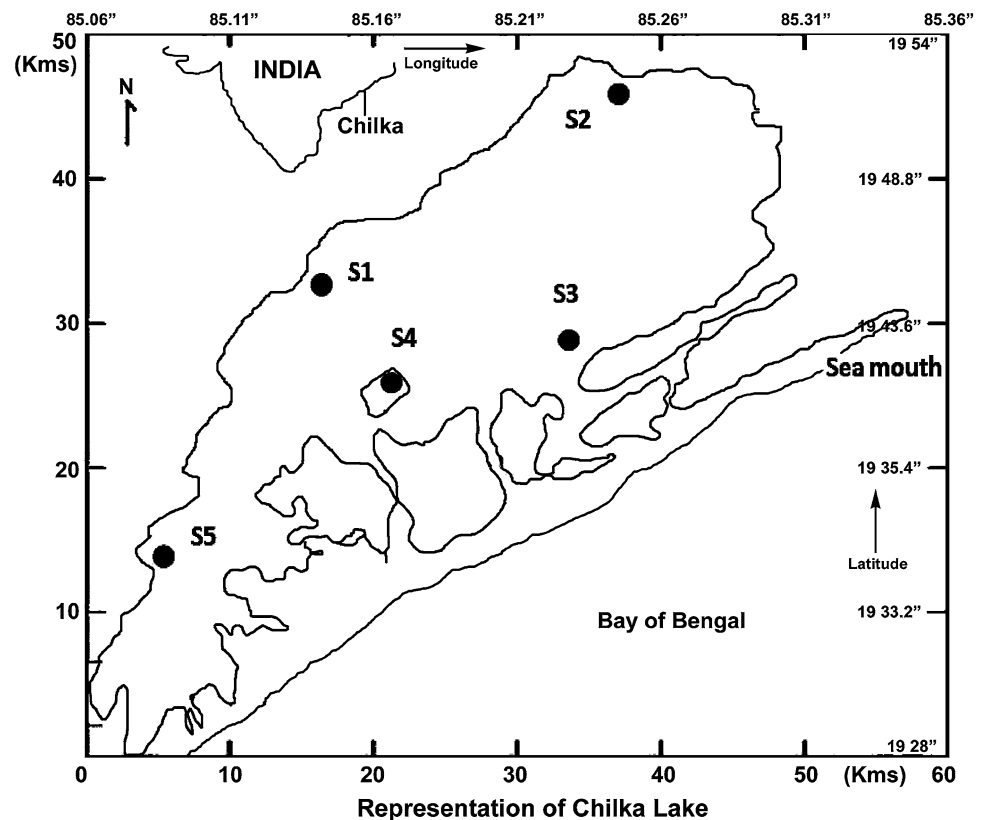 85.06” 85.11” 85.16” 85.21” 85.26” 85.31” 85.36”
50
(Kms)
INDIA
Longitude
19 54”
N
Chilka
S2
40
19 48.8”
S1
S3
30
S4
19 43.6”
Sea mouth
20
19 35.4”
S5
Latitude
10
19 33.2”
Bay of Bengal
19 28”
0 10 20 30 40 50 (Kms) 60
Representation of Chilka Lake